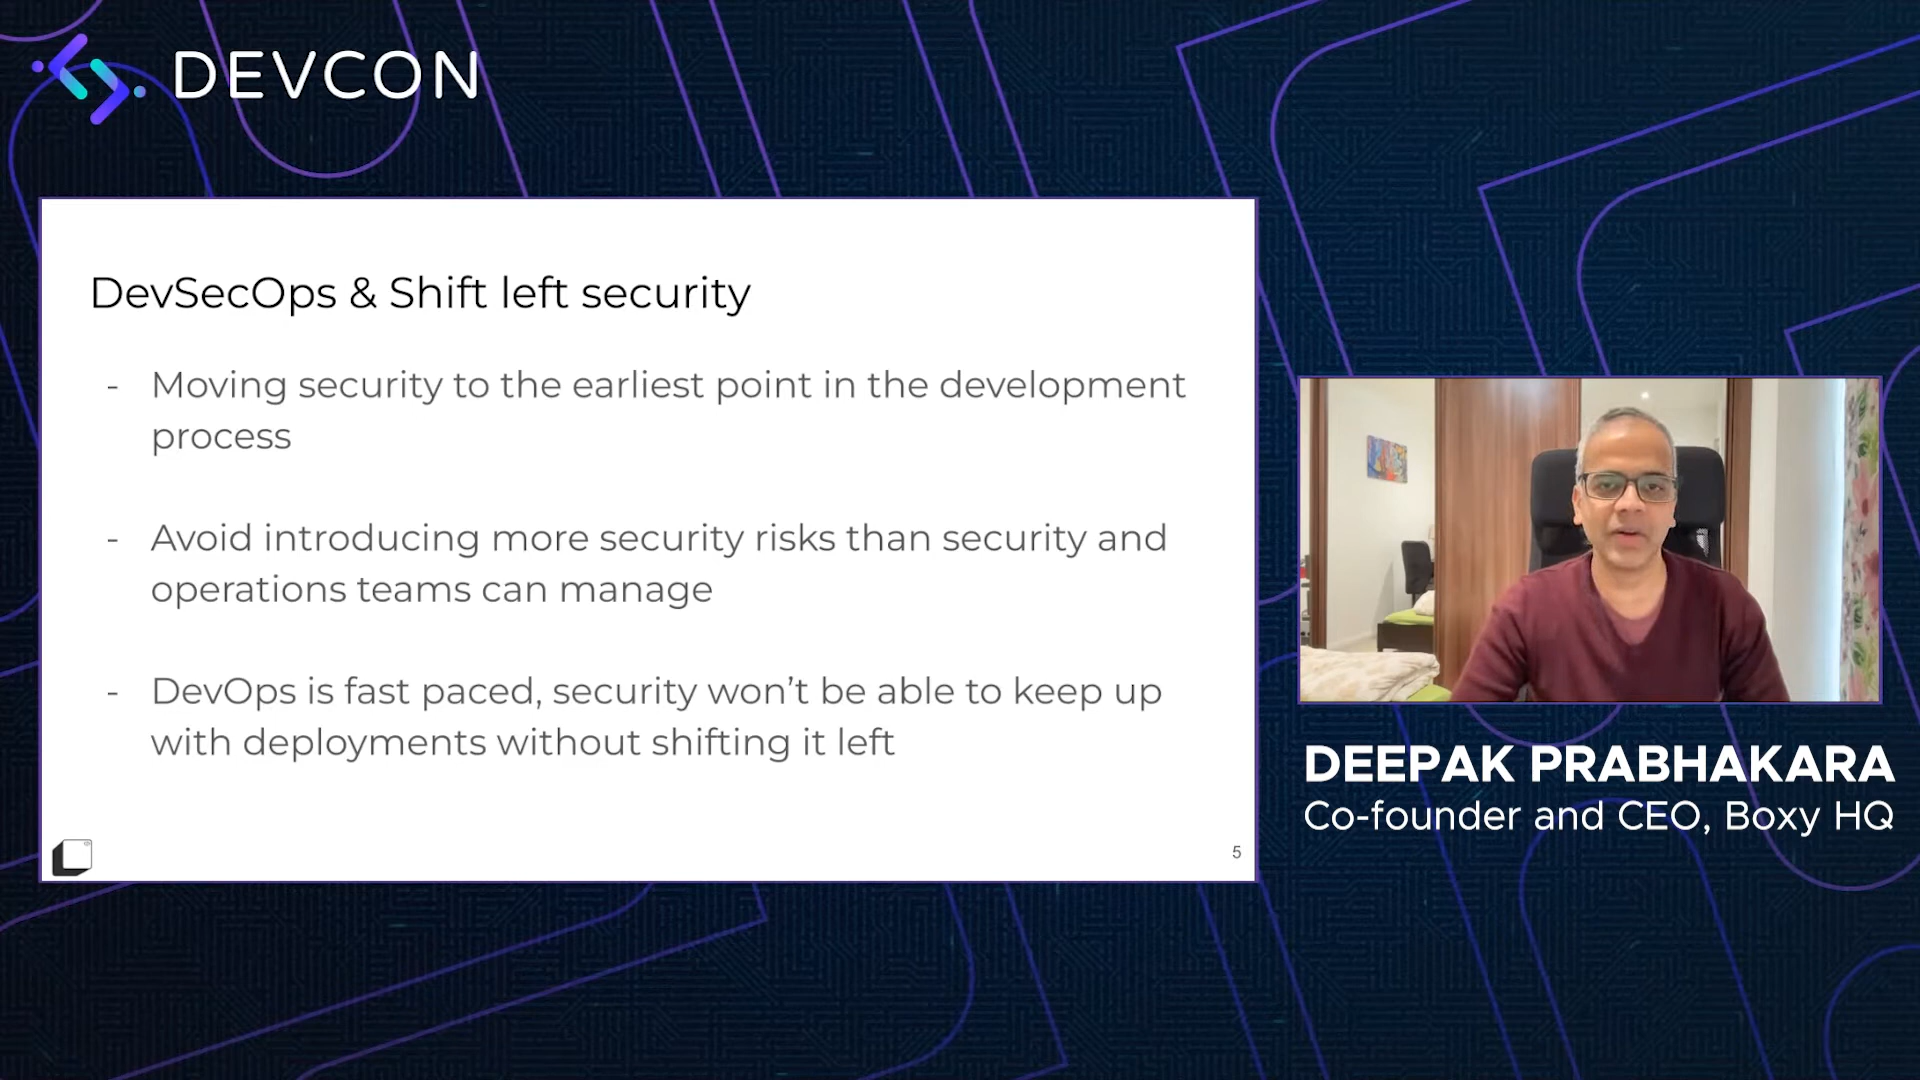 DEVCON
DevSecOps & Shift left security
- Moving security to the earliest point in the development
process
- Avoid introducing more security risks than security and
operations teams can manage
- DevOps is fast paced, security won’t be able to keep up
with deployments without shifting it left
5
DEEPAK PRABHAKARA
Co-founder and CEO, Boxy HQ